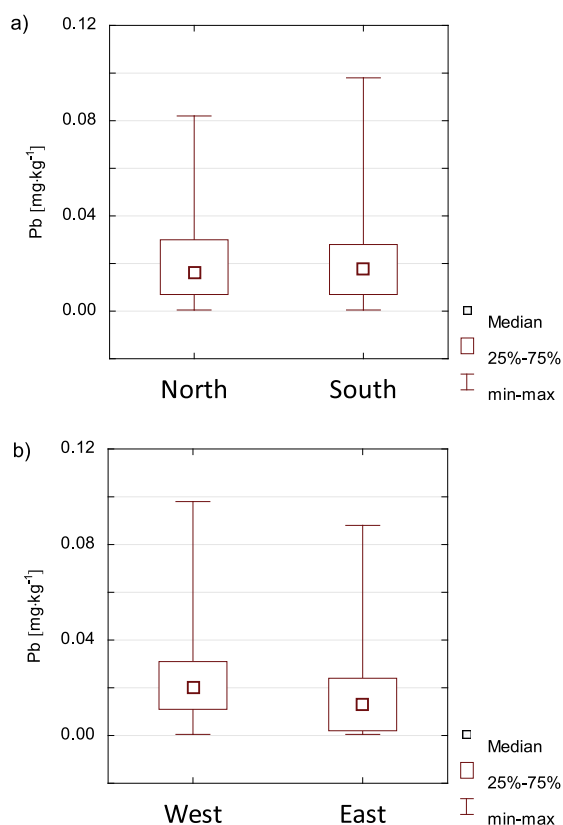 a)
0.12
0.08
0.04
0.00
Pb [mg·kg⁻¹]
North South
Median
25%-75%
min-max
b)
0.12
0.08
0.04
0.00
Pb [mg·kg⁻¹]
West East
Median
25%-75%
min-max